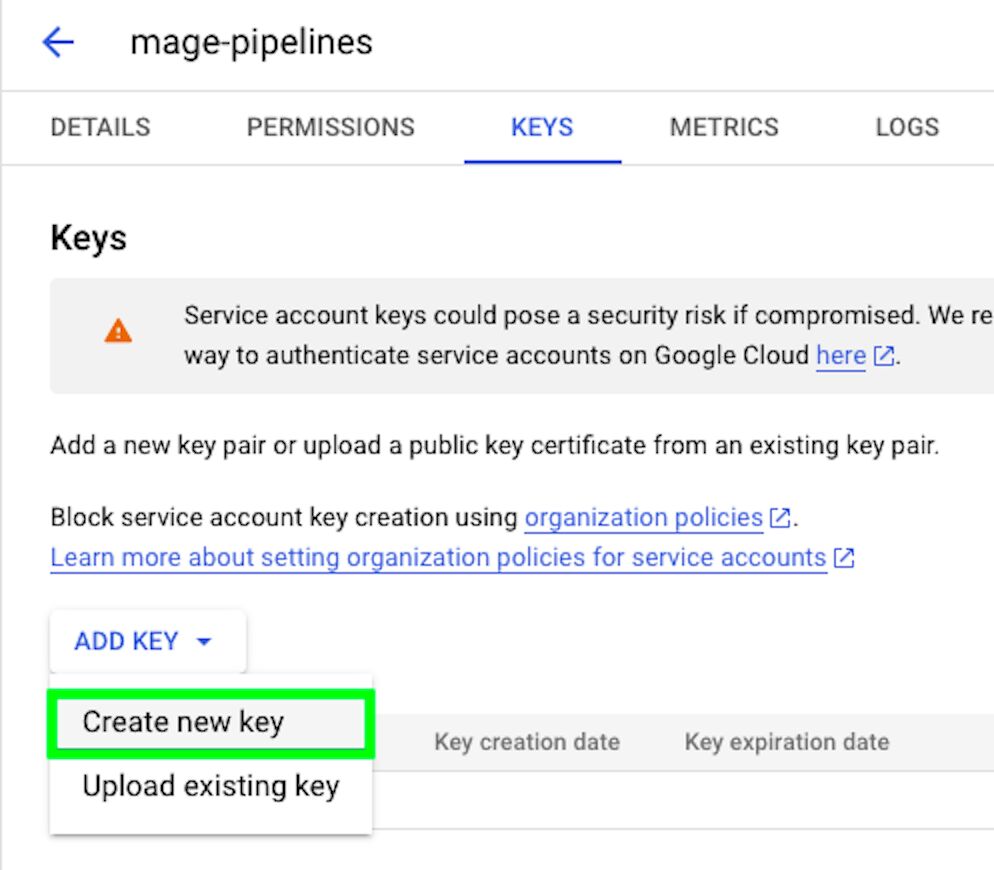 mage-pipelines
DETAILS PERMISSIONS KEYS METRICS LOGS
Keys
Service account keys could pose a security risk if compromised. We re
way to authenticate service accounts on Google Cloud here.
Add a new key pair or upload a public key certificate from an existing key pair.
Block service account key creation using organization policies.
Learn more about setting organization policies for service accounts
ADD KEY
Create new key
Key creation date Key expiration date
Upload existing key